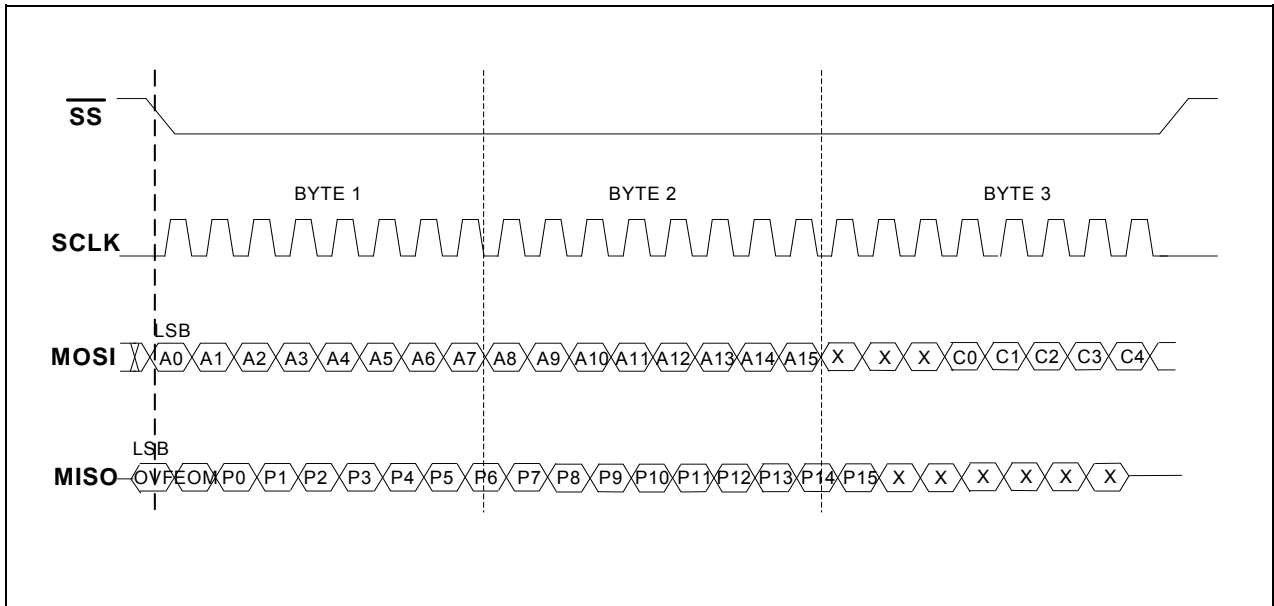 SS
BYTE 1 BYTE 2 BYTE 3
SCLK
LSB
MOSI A0 A1 A2 A3 A4 A5 A6 A7 A8 A9 A10 A11 A12 A13 A14 A15 X X X C0 C1 C2 C3 C4
LSB
MISO OVF EOM P0 P1 P2 P3 P4 P5 P6 P7 P8 P9 P10 P11 P12 P13 P14 P15 X X X X X X